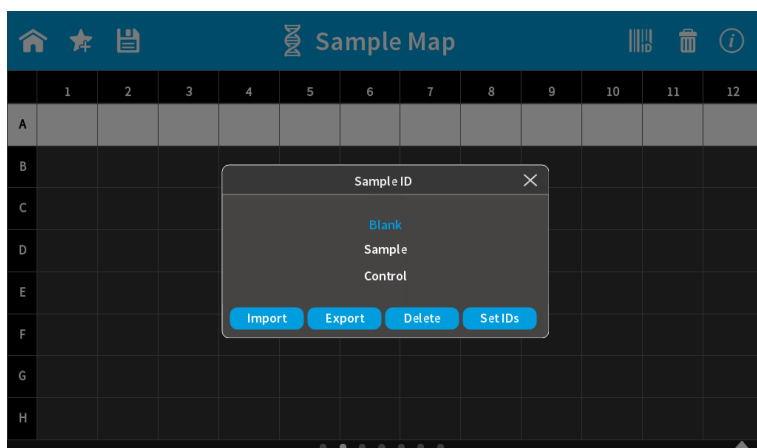 Sample Map
ID
i
1 2 3 4 5 6 7 8 9 10 11 12
A
B
C
D
E
F
G
H
Sample ID
Blank
Sample
Control
Import Export Delete Set IDs